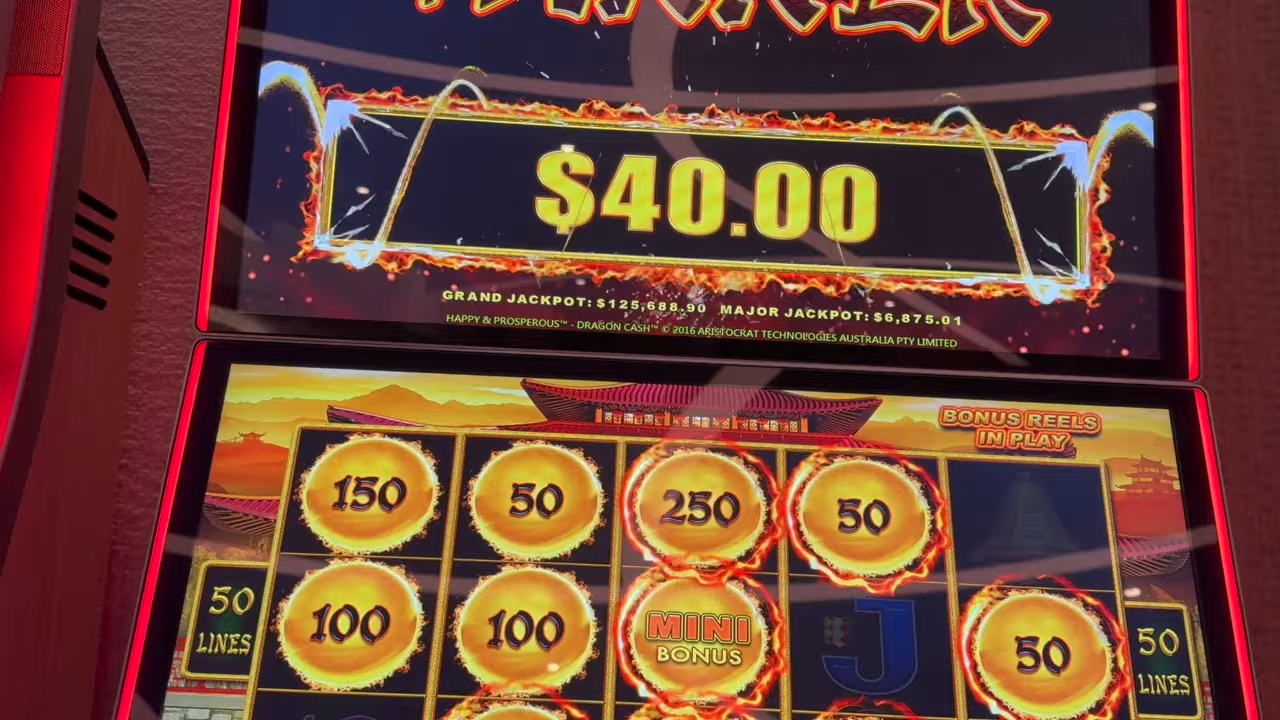 $40.00
GRAND JACKPOT: $125,688.90 MAJOR JACKPOT: $6,875.01
HAPPY & PROSPEROUS™ - DRAGON CASH™ © 2016 ARISTOCRAT TECHNOLOGIES AUSTRALIA PTY LIMITED
BONUS REELS
IN PLAY
150 50 250 50
50
LINES
100 100 MINI
BONUS
J
50
50
LINES